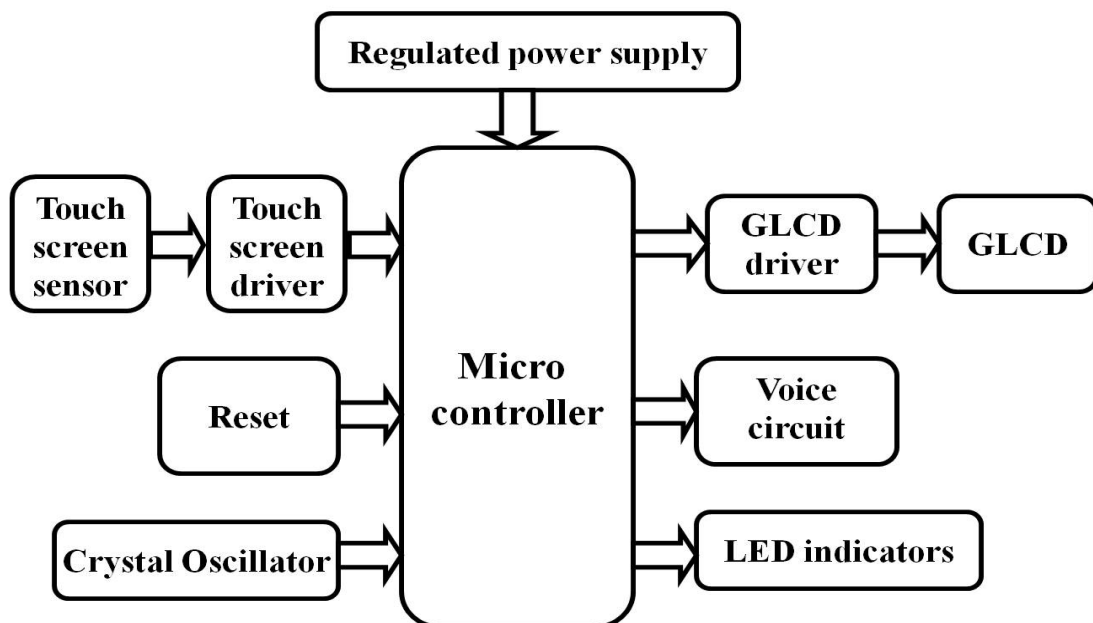 Regulated power supply
Touch
screen
sensor
Touch
screen
driver
GLCD
driver
GLCD
Reset
Micro
controller
Voice
circuit
Crystal Oscillator
LED indicators